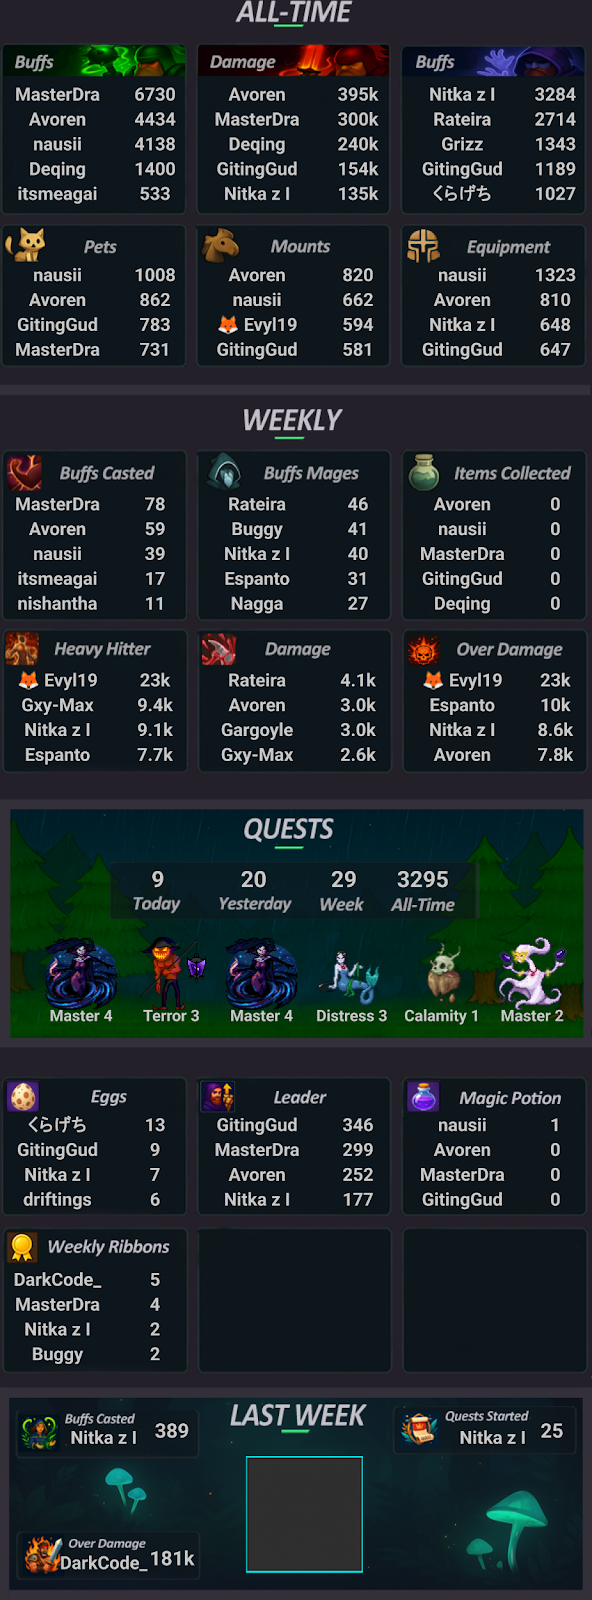 ALL-TIME
Buffs Damage Buffs
MasterDra 6730 Avoren 395k Nitka z l 3284
Avoren 4434 MasterDra 300k Rateira 2714
nausii 4138 Deqing 240k Grizz 1343
Deqing 1400 GitingGud 154k GitingGud 1189
itsmeagai 533 Nitka z l 135k くらげち 1027
Pets Mounts Equipment
nausii 1008 Avoren 820 nausii 1323
Avoren 862 nausii 662 Avoren 810
GitingGud 783 🦊 Evyl19 594 Nitka z l 648
MasterDra 731 GitingGud 581 GitingGud 647
WEEKLY
Buffs Casted Buffs Mages Items Collected
MasterDra 78 Rateira 46 Avoren 0
Avoren 59 Buggy 41 nausii 0
nausii 39 Nitka z l 40 MasterDra 0
itsmeagai 17 Espanto 31 GitingGud 0
nishantha 11 Nagga 27 Deqing 0
Heavy Hitter Damage Over Damage
🦊 Evyl19 23k Rateira 4.1k 🦊 Evyl19 23k
Gxy-Max 9.4k Avoren 3.0k Espanto 10k
Nitka z l 9.1k Gargoyle 3.0k Nitka z l 8.6k
Espanto 7.7k Gxy-Max 2.6k Avoren 7.8k
QUESTS
9 20 29 3295
Today Yesterday Week All-Time
Master 4 Terror 3 Master 4 Distress 3 Calamity 1 Master 2
Eggs Leader Magic Potion
くらげち 13 GitingGud 346 nausii 1
GitingGud 9 MasterDra 299 Avoren 0
Nitka z l 7 Avoren 252 MasterDra 0
driftings 6 Nitka z l 177 GitingGud 0
Weekly Ribbons
DarkCode_ 5
MasterDra 4
Nitka z l 2
Buggy 2
LAST WEEK
Buffs Casted
Nitka z l 389
Quests Started
Nitka z l 25
Over Damage
DarkCode_ 181k